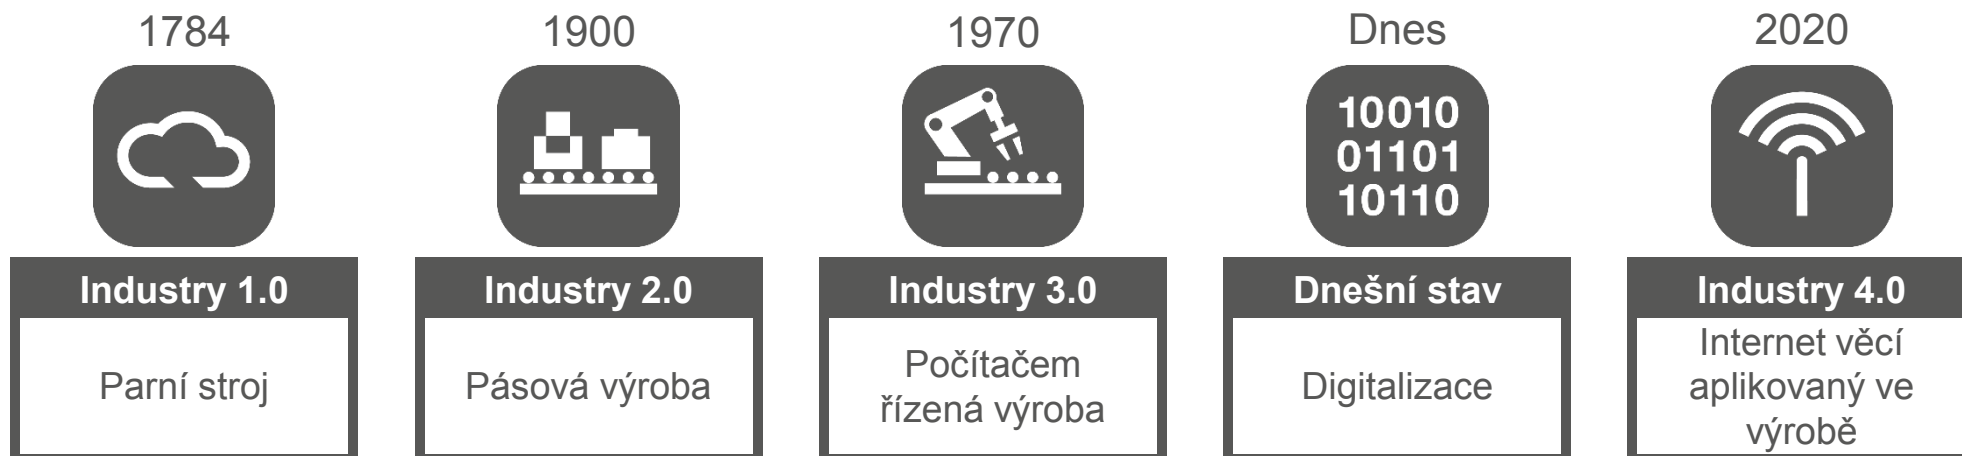 1784
1900
1970
Dnes
2020
10010
01101
10110
Industry 1.0
Industry 2.0
Industry 3.0
Dnešní stav
Industry 4.0
Parní stroj
Pásová výroba
Počítačem
řízená výroba
Digitalizace
Internet věcí
aplikovaný ve
výrobě